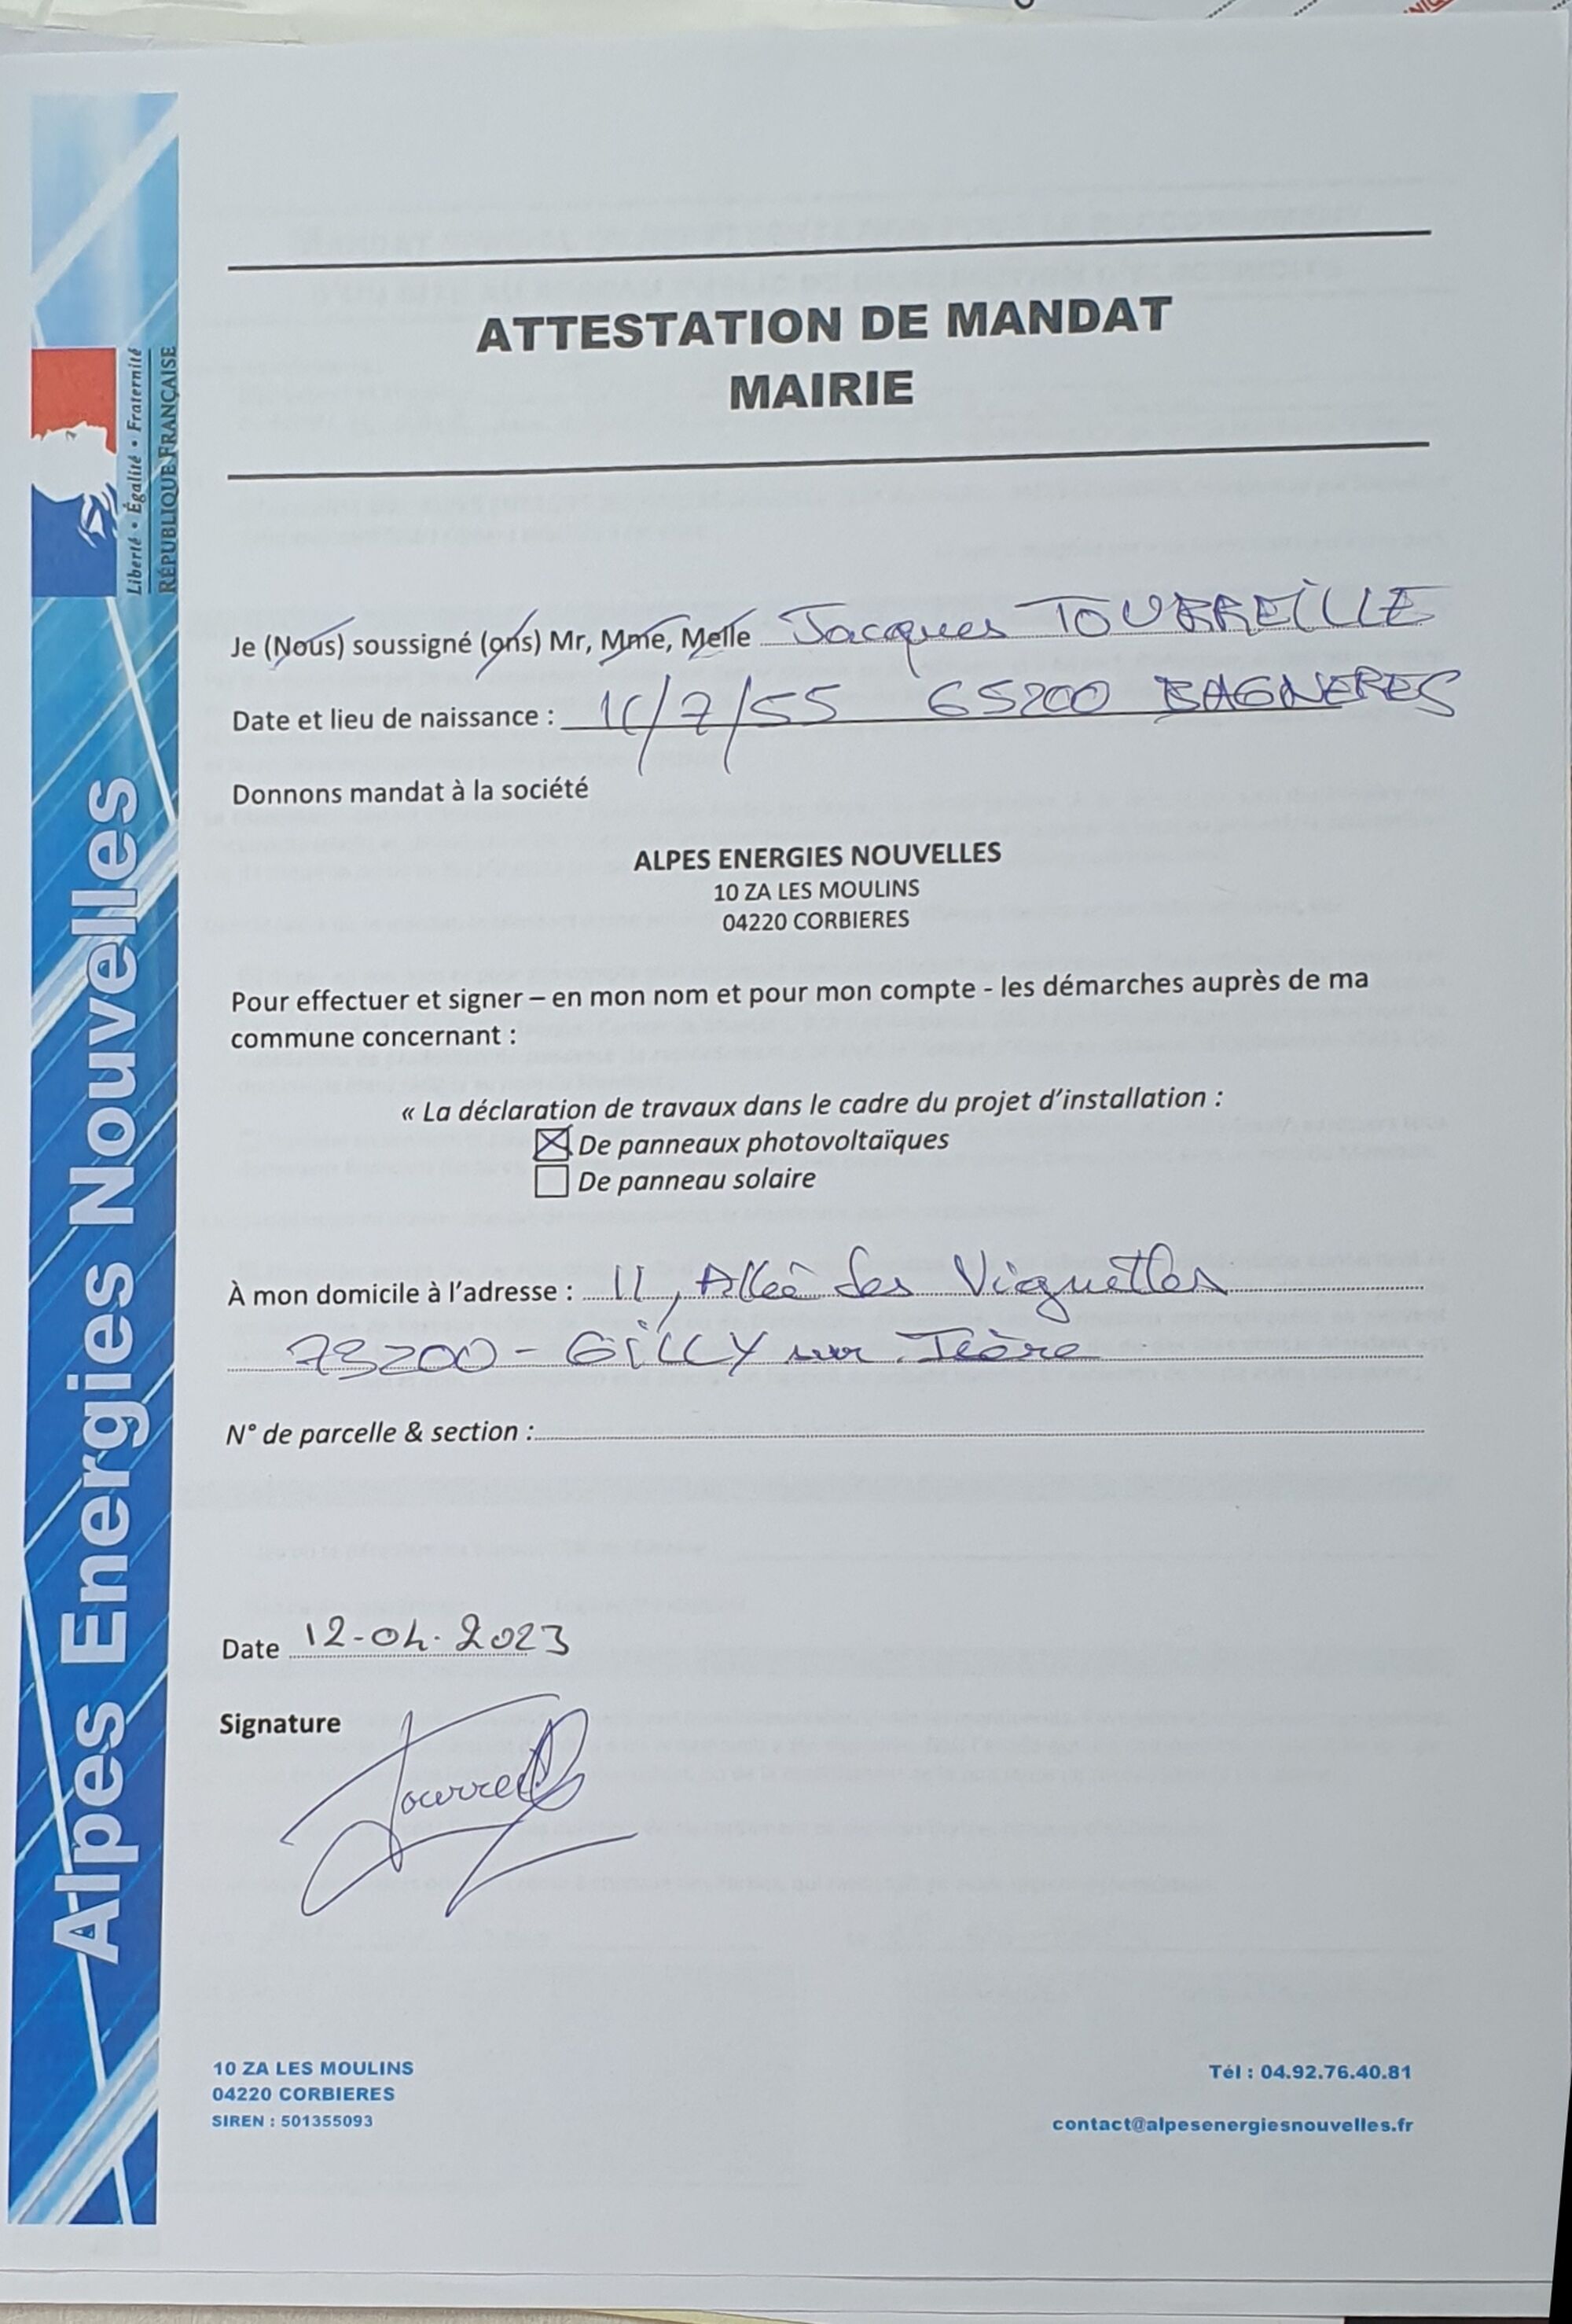 ATTESTATION DE MANDAT
MAIRIE
Liberté • Égalité • Fraternité
RÉPUBLIQUE FRANÇAISE
Alpes Energies Nouvelles
Je (Nous) soussigné (ons) Mr, Mme, Melle Jacques TOURREILLE
Date et lieu de naissance : /7/55 65200 BAGNERES
Donnons mandat à la société
ALPES ENERGIES NOUVELLES
10 ZA LES MOULINS
04220 CORBIERES
Pour effectuer et signer – en mon nom et pour mon compte - les démarches auprès de ma
commune concernant :
« La déclaration de travaux dans le cadre du projet d'installation :
De panneaux photovoltaïques
De panneau solaire
À mon domicile à l'adresse : 11, Allée des Viguettes
73200 - GILLY sur Isère
N° de parcelle & section :
Date 12-04-2023
Signature
10 ZA LES MOULINS
04220 CORBIERES
SIREN : 501355093
Tél : 04.92.76.40.81
contact@alpesenergiesnouvelles.fr